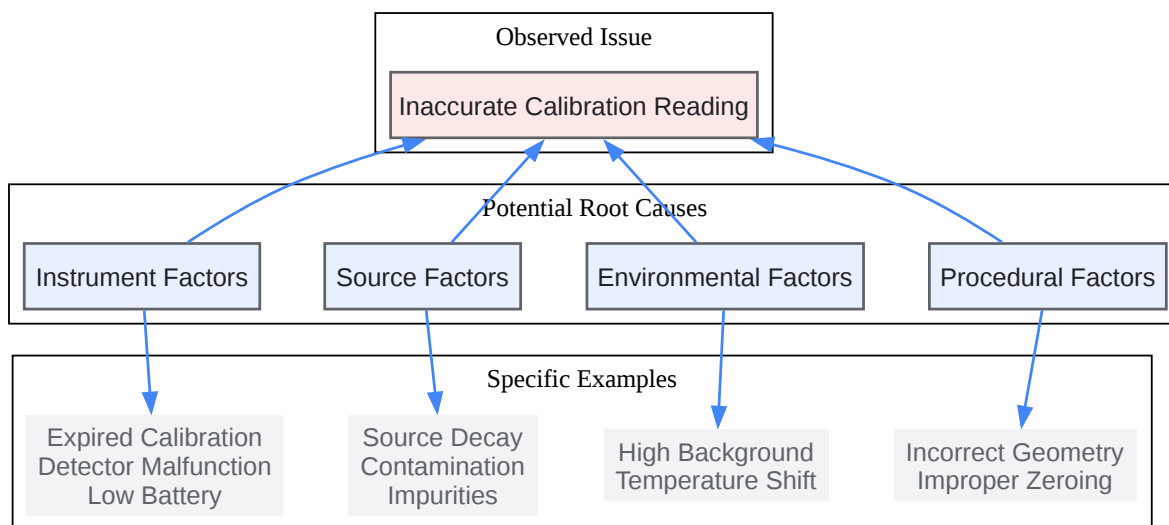 Observed Issue
Inaccurate Calibration Reading
Potential Root Causes
Instrument Factors
Source Factors
Environmental Factors
Procedural Factors
Specific Examples
Expired Calibration
Detector Malfunction
Low Battery
Source Decay
Contamination
Impurities
High Background
Temperature Shift
Incorrect Geometry
Improper Zeroing